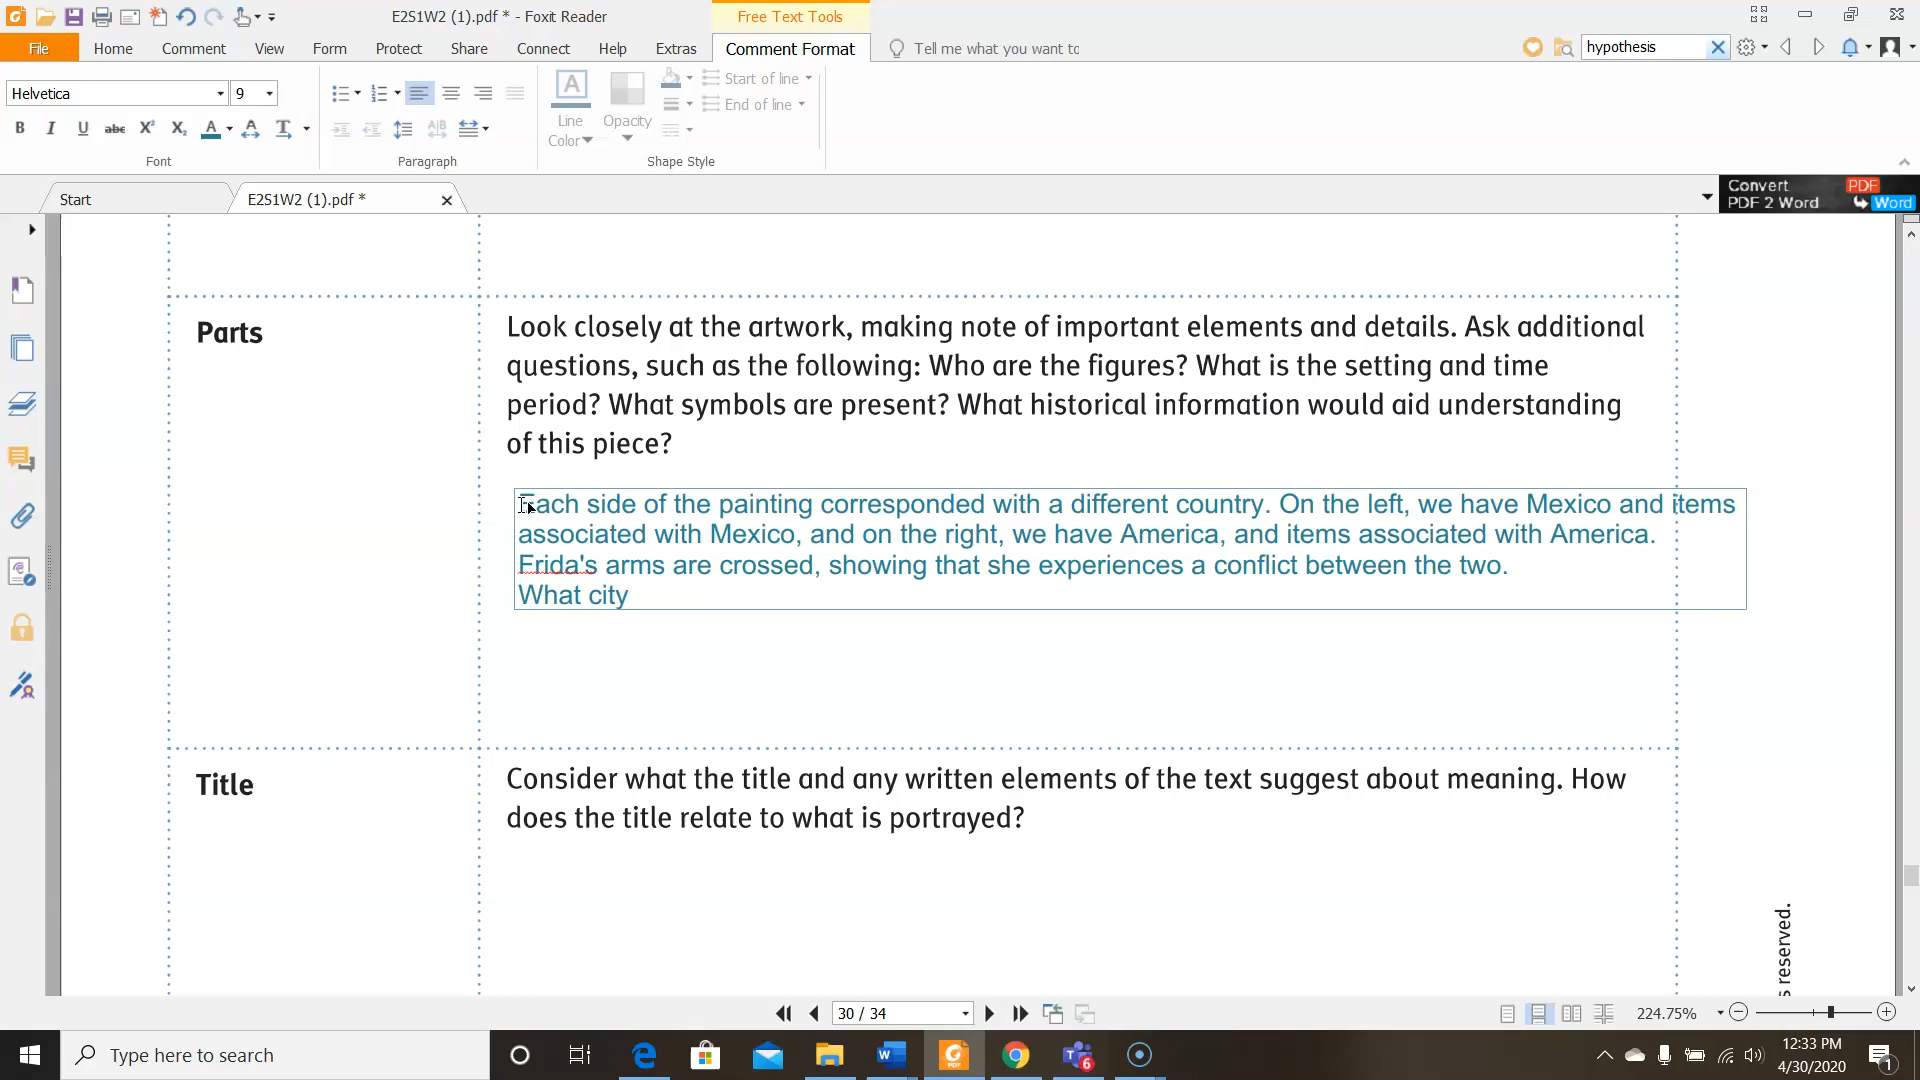 E2S1W2 (1).pdf * - Foxit Reader
Free Text Tools
File
Home
Comment
View
Form
Protect
Share
Connect
Help
Extras
Comment Format
Tell me what you want to
hypothesis
Helvetica
9
B
I
U
abc
X²
X₂
A
A
T
Font
Paragraph
A
Line
Color
Opacity
Start of line
End of line
Shape Style
Start
E2S1W2 (1).pdf *
Convert
PDF 2 Word
PDF
Word
Parts
Look closely at the artwork, making note of important elements and details. Ask additional
questions, such as the following: Who are the figures? What is the setting and time
period? What symbols are present? What historical information would aid understanding
of this piece?
Each side of the painting corresponded with a different country. On the left, we have Mexico and items
associated with Mexico, and on the right, we have America, and items associated with America.
Frida's arms are crossed, showing that she experiences a conflict between the two.
What city
Title
Consider what the title and any written elements of the text suggest about meaning. How
does the title relate to what is portrayed?
reserved.
30 / 34
224.75%
Type here to search
6
12:33 PM
4/30/2020
1